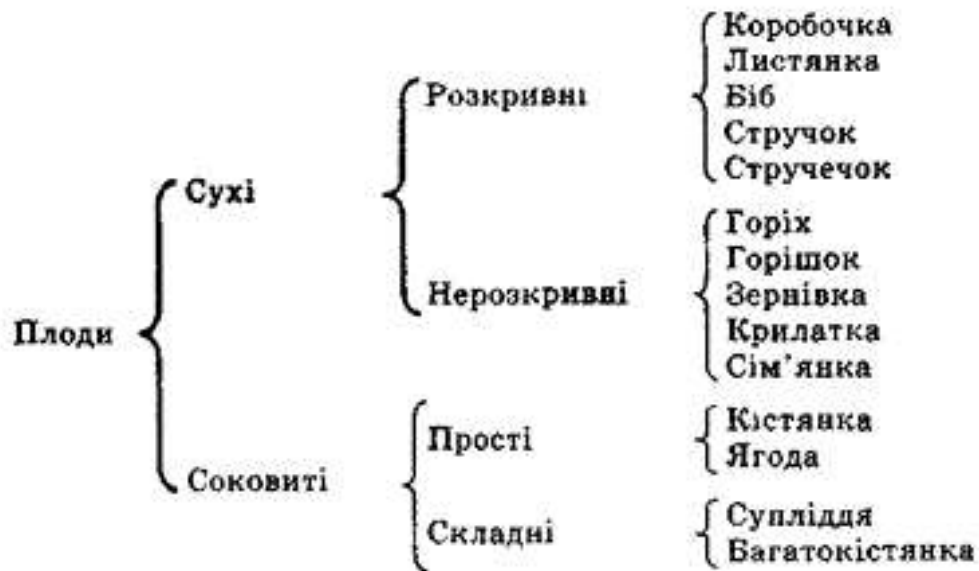 Плоди
Сухі
Розкривні
Коробочка
Листянка
Біб
Стручок
Стручечок
Нерозкривні
Горіх
Горішок
Зернівка
Крилатка
Сім’янка
Соковиті
Прості
Кістянка
Ягода
Складні
Супліддя
Багатокістянка